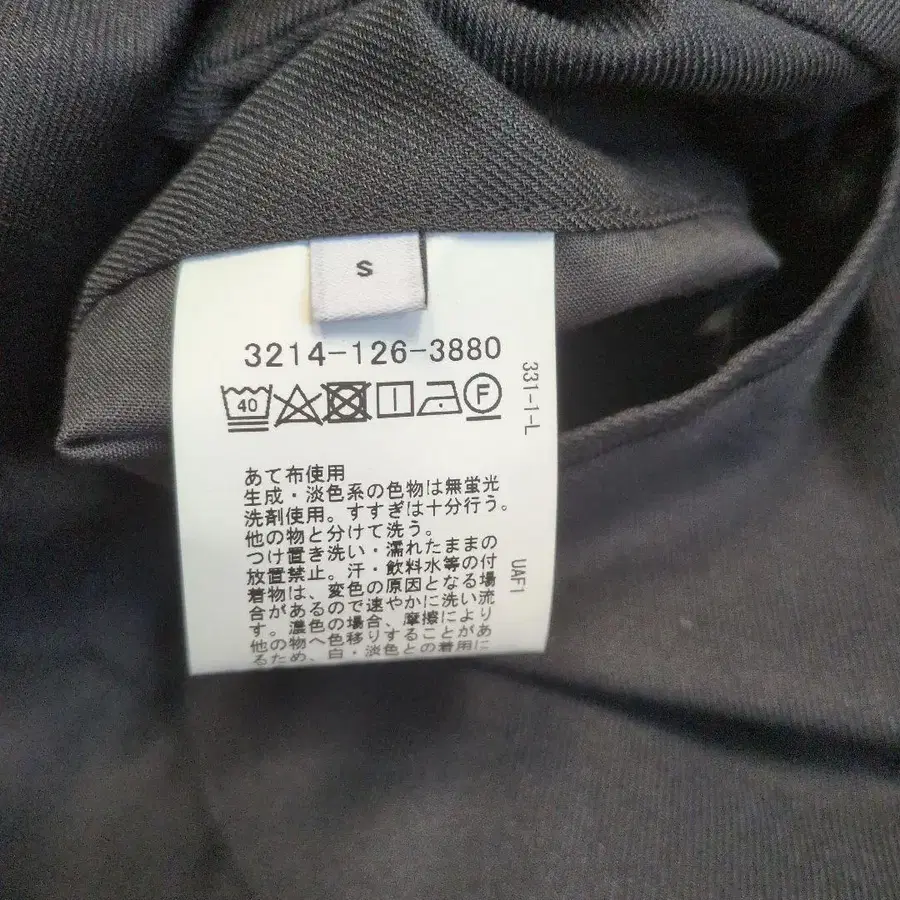 S
3214-126-3880
40
F
331-1-L
あて布使用
生成・淡色系の色物は無蛍光
洗剤使用。すすぎは十分行う。
他の物と分けて洗う。
つけ置き洗い・濡れたままの
放置禁止。汗・飲料水等の付
着物は、変色の原因となる場
合があるので速やかに洗い流
す。濃色の場合、摩擦により
他の物へ色移りすることがあ
るため、白・淡色との着用に
UAF1